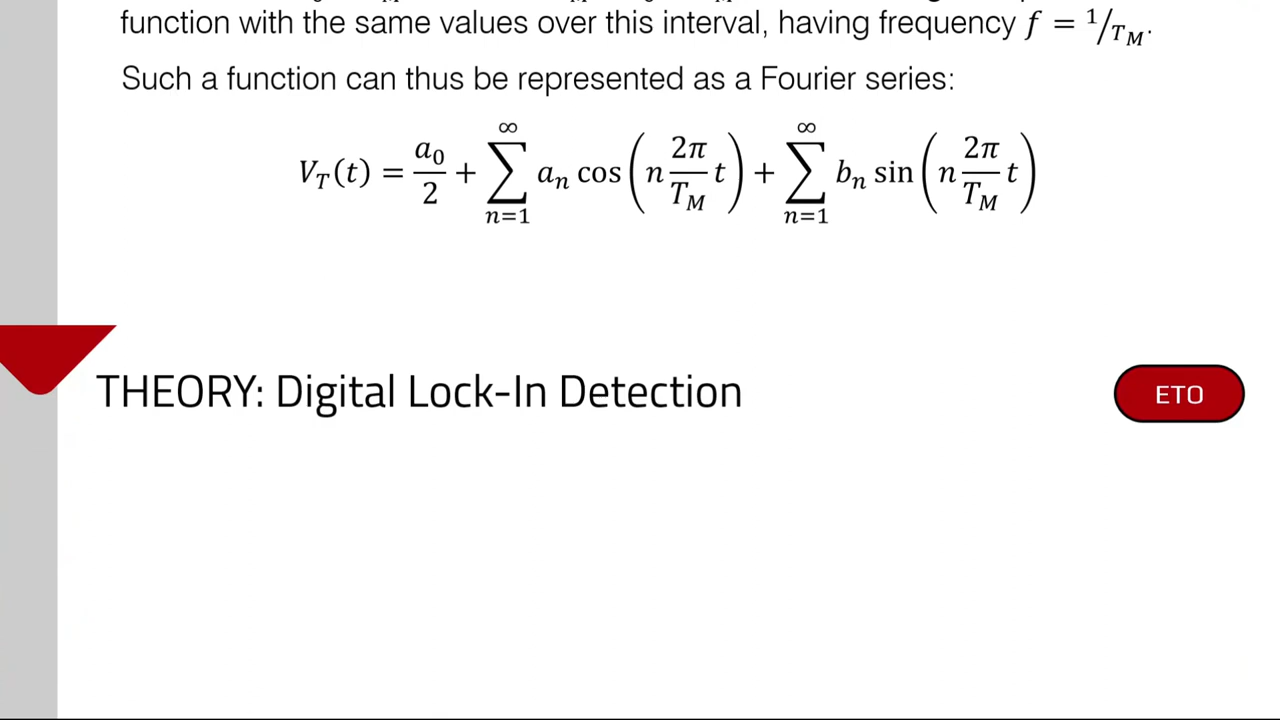 function with the same values over this interval, having frequency f = 1/T_M.
Such a function can thus be represented as a Fourier series:
V_T(t) = a_0/2 + ∑_{n=1}^{∞} a_n cos(n 2π/T_M t) + ∑_{n=1}^{∞} b_n sin(n 2π/T_M t)
THEORY: Digital Lock-In Detection
ETO